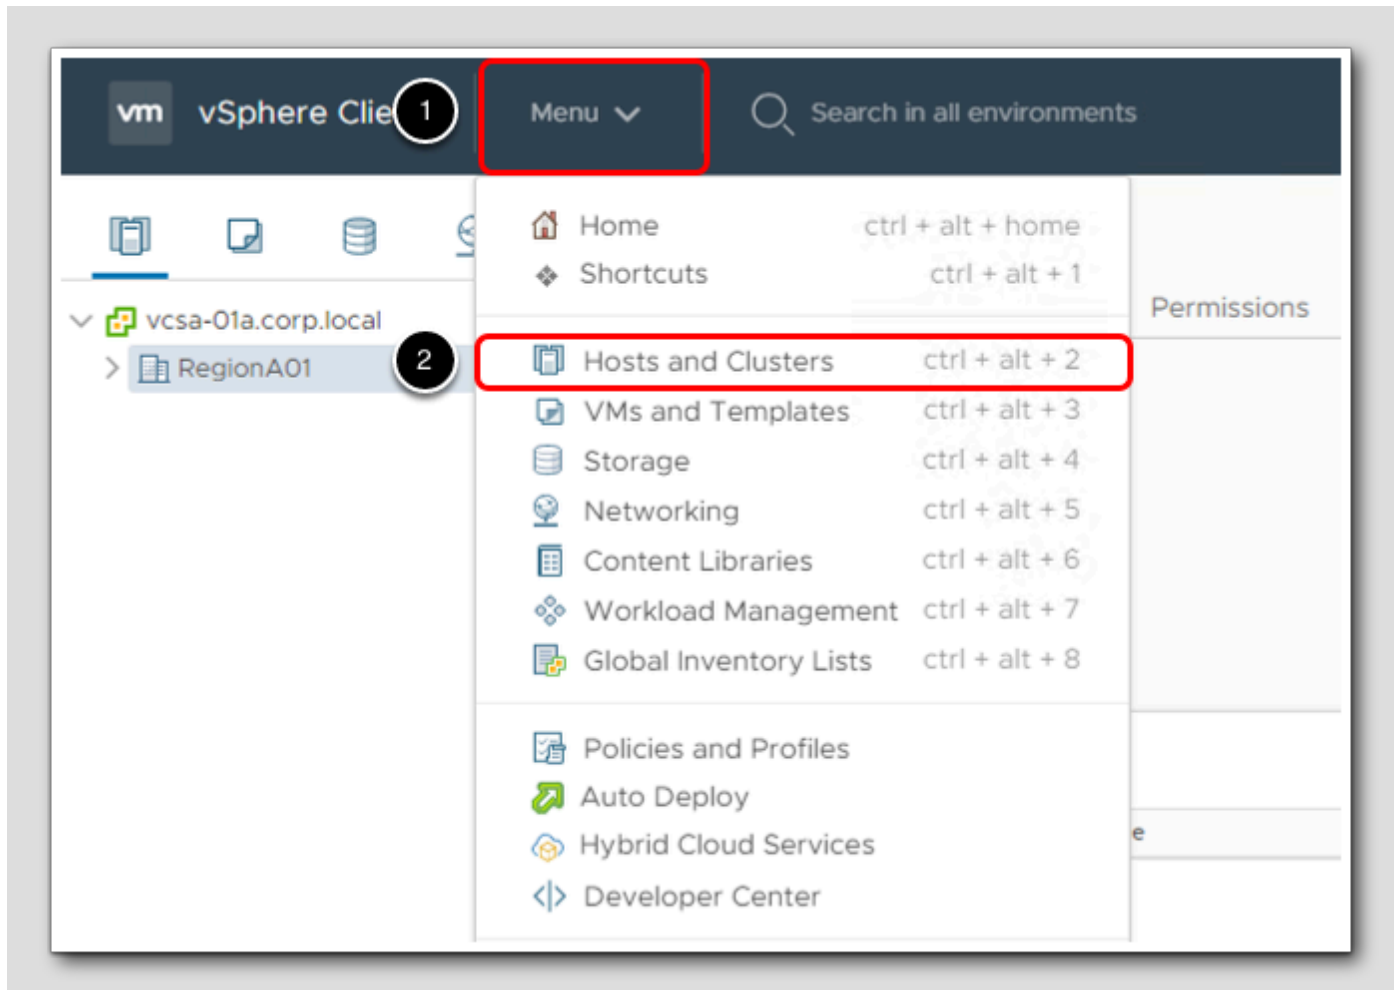 vm vSphere Clie 1 Menu Search in all environments
Home ctrl + alt + home
Shortcuts ctrl + alt + 1
Permissions
vcsa-01a.corp.local
RegionA01
2
Hosts and Clusters ctrl + alt + 2
VMs and Templates ctrl + alt + 3
Storage ctrl + alt + 4
Networking ctrl + alt + 5
Content Libraries ctrl + alt + 6
Workload Management ctrl + alt + 7
Global Inventory Lists ctrl + alt + 8
Policies and Profiles
Auto Deploy
e
Hybrid Cloud Services
Developer Center